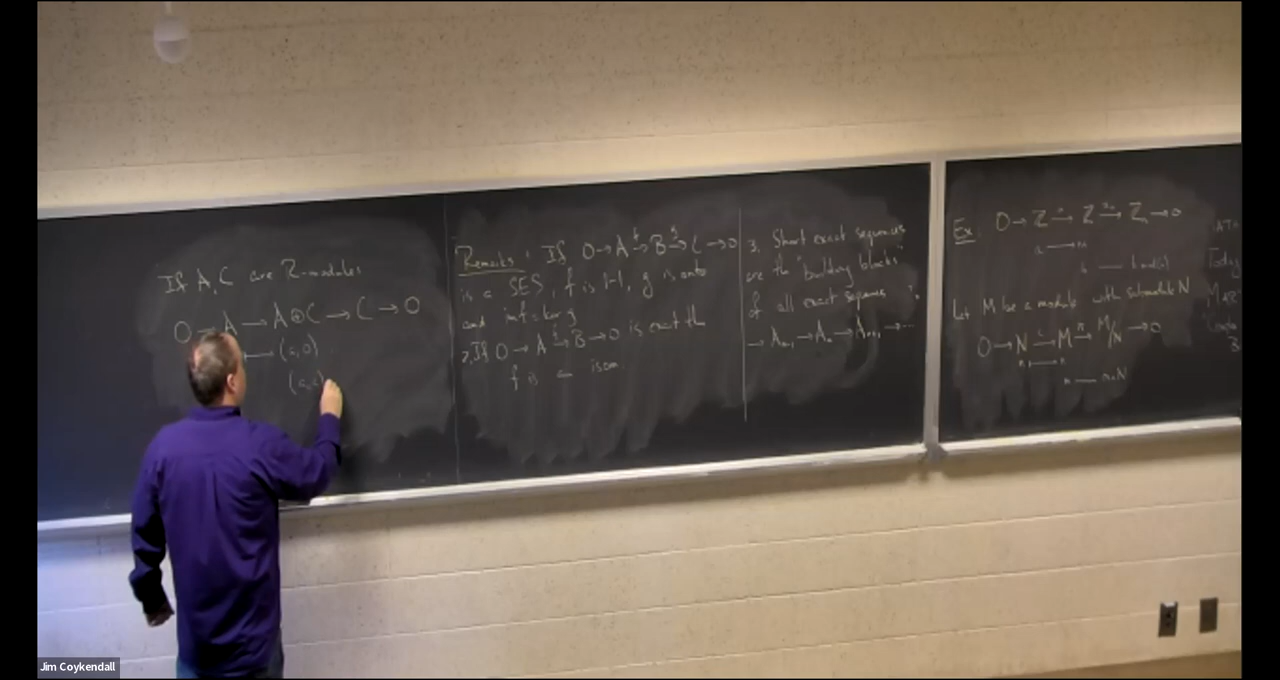 If A, C are R-modules
0 → A → A⊕C → C → 0
⟼ (a,0)
(a,c)
Remarks: If 0 → A →f B →g C → 0
is a SES, f is 1-1, g is onto
and imf = ker g
2. If 0 → A →f B → 0 is exact then
f is an isom.
3. Short exact sequences
are the "building blocks"
of all exact sequences
→ Aₙ₋₁ → Aₙ → Aₙ₊₁ → ⋯
Ex: 0 → Z → Z → Zₙ → 0
Let M be a module with submodule N
0 → N → M → M/N → 0
n ⟼ n
m ⟼ m+N
Today
Jim Coykendall